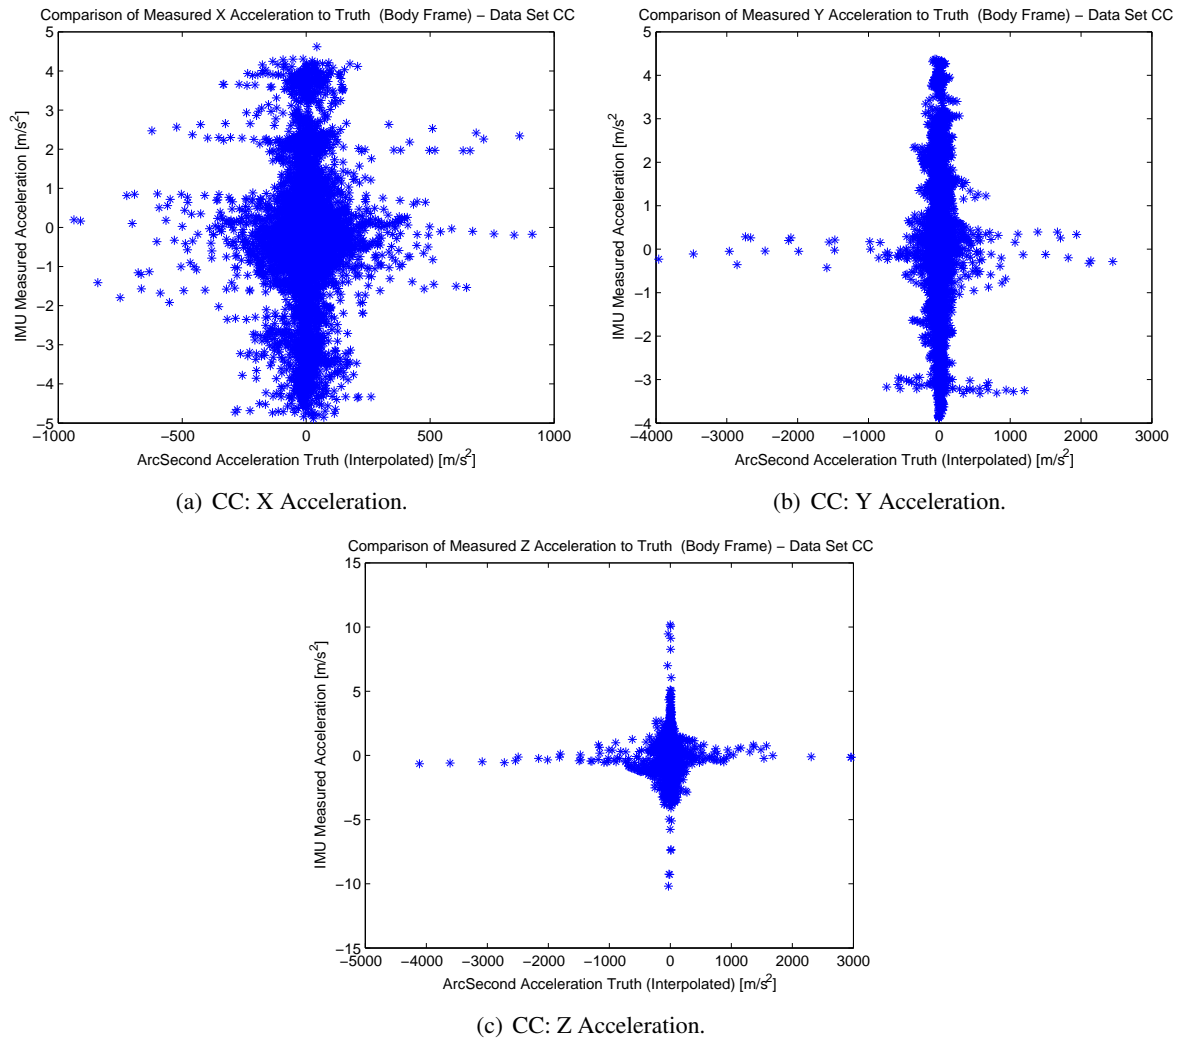 Comparison of Measured X Acceleration to Truth (Body Frame) – Data Set CC
5
4
3
2
1
0
−1
−2
−3
−4
−5
IMU Measured Acceleration [m/s²]
−1000 −500 0 500 1000
ArcSecond Acceleration Truth (Interpolated) [m/s²]
(a) CC: X Acceleration.
Comparison of Measured Y Acceleration to Truth (Body Frame) – Data Set CC
5
4
3
2
1
0
−1
−2
−3
−4
IMU Measured Acceleration [m/s²
−4000 −3000 −2000 −1000 0 1000 2000 3000
ArcSecond Acceleration Truth (Interpolated) [m/s²]
(b) CC: Y Acceleration.
Comparison of Measured Z Acceleration to Truth (Body Frame) – Data Set CC
15
10
5
0
−5
−10
−15
IMU Measured Acceleration [m/s²]
−5000 −4000 −3000 −2000 −1000 0 1000 2000 3000
ArcSecond Acceleration Truth (Interpolated) [m/s²]
(c) CC: Z Acceleration.